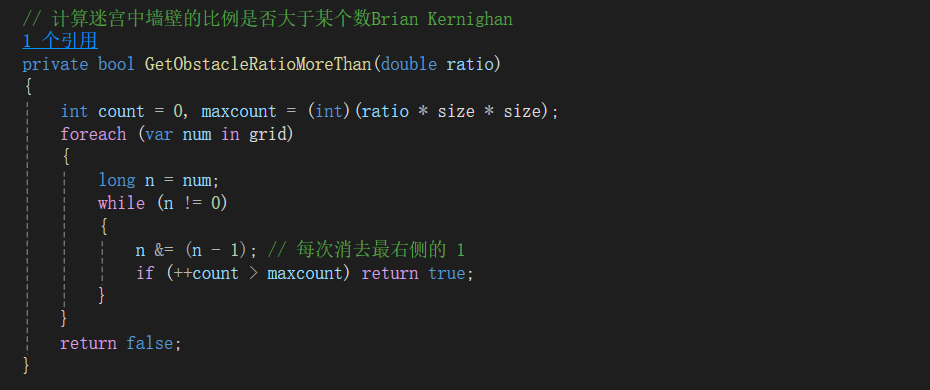 // 计算迷宫中墙壁的比例是否大于某个数Brian Kernighan
1 个引用
private bool GetObstacleRatioMoreThan(double ratio)
{
int count = 0, maxcount = (int)(ratio * size * size);
foreach (var num in grid)
{
long n = num;
while (n != 0)
{
n &= (n - 1); // 每次消去最右侧的 1
if (++count > maxcount) return true;
}
}
return false;
}